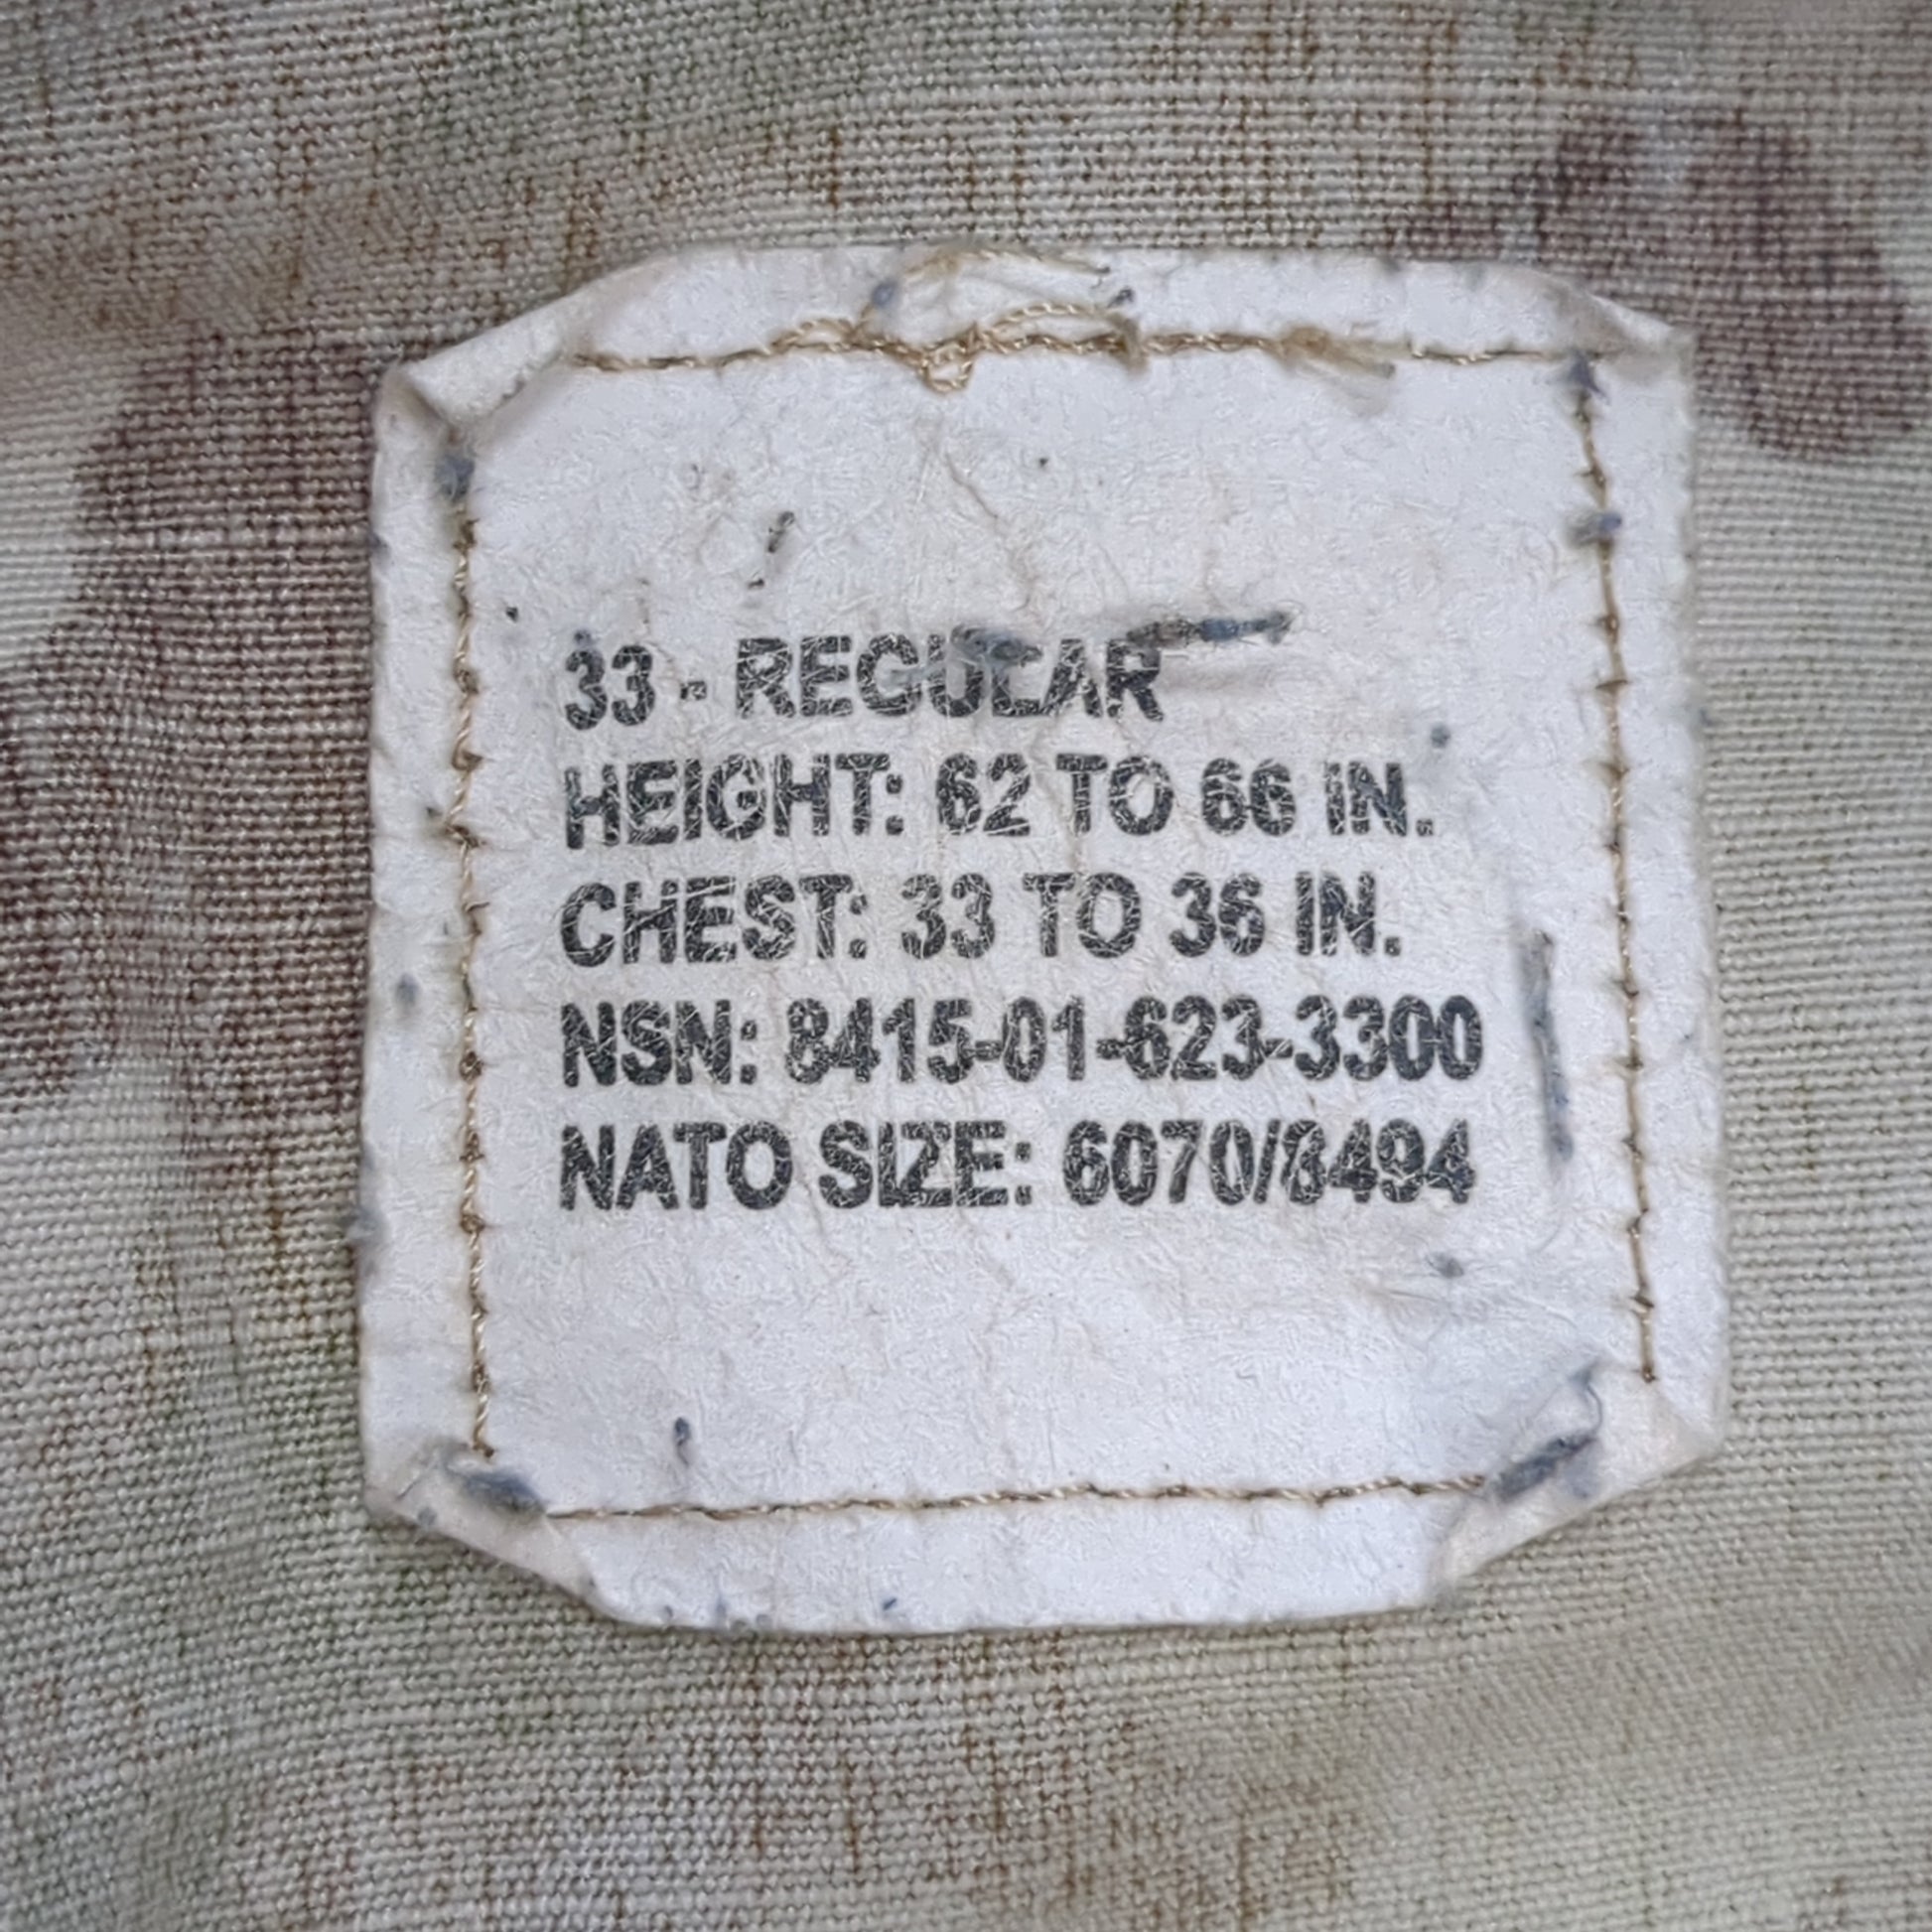 33 - REGULAR
HEIGHT: 62 TO 66 IN.
CHEST: 33 TO 36 IN.
NSN: 8415-01-623-3300
NATO SIZE: 6070/8494